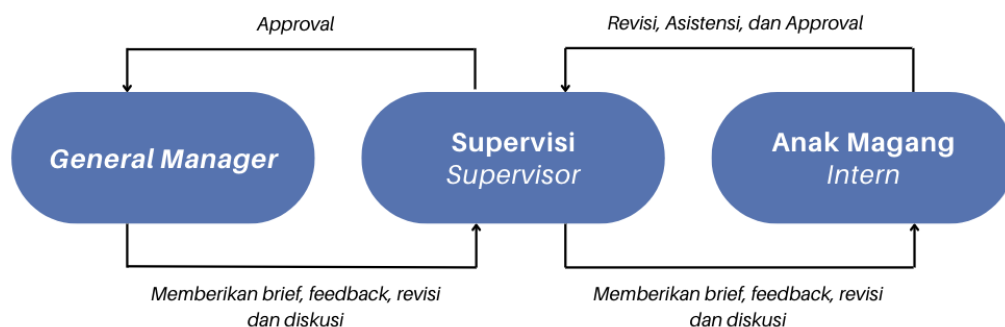 Approval
Revisi, Asistensi, dan Approval
General Manager
Supervisi
Supervisor
Anak Magang
Intern
Memberikan brief, feedback, revisi
dan diskusi
Memberikan brief, feedback, revisi
dan diskusi